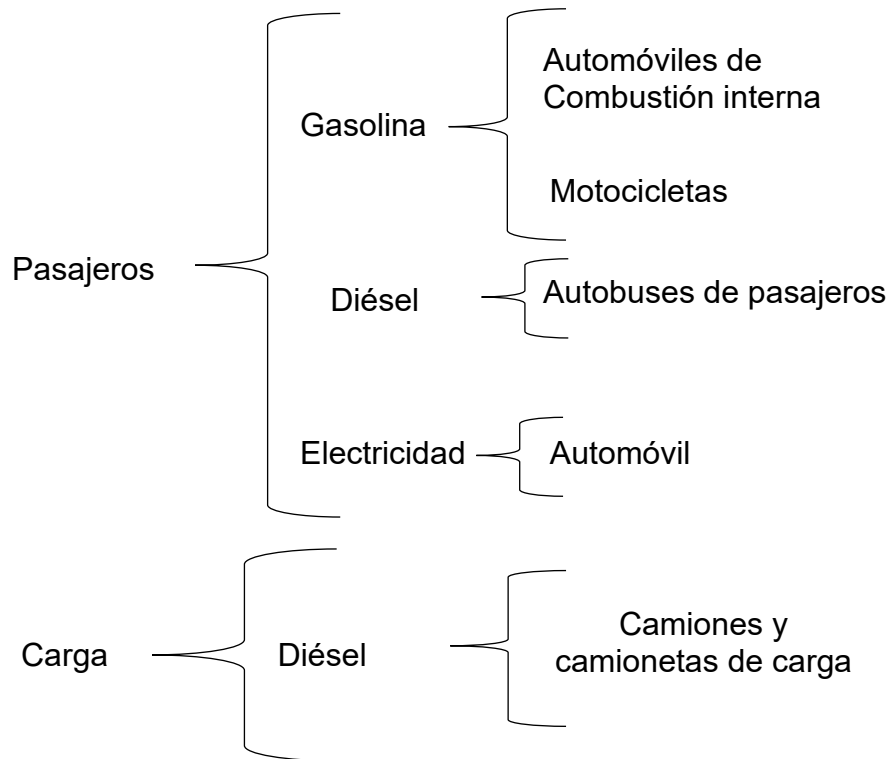 Pasajeros
Gasolina
Automóviles de
Combustión interna
Motocicletas
Diésel
Autobuses de pasajeros
Electricidad
Automóvil
Carga
Diésel
Camiones y
camionetas de carga